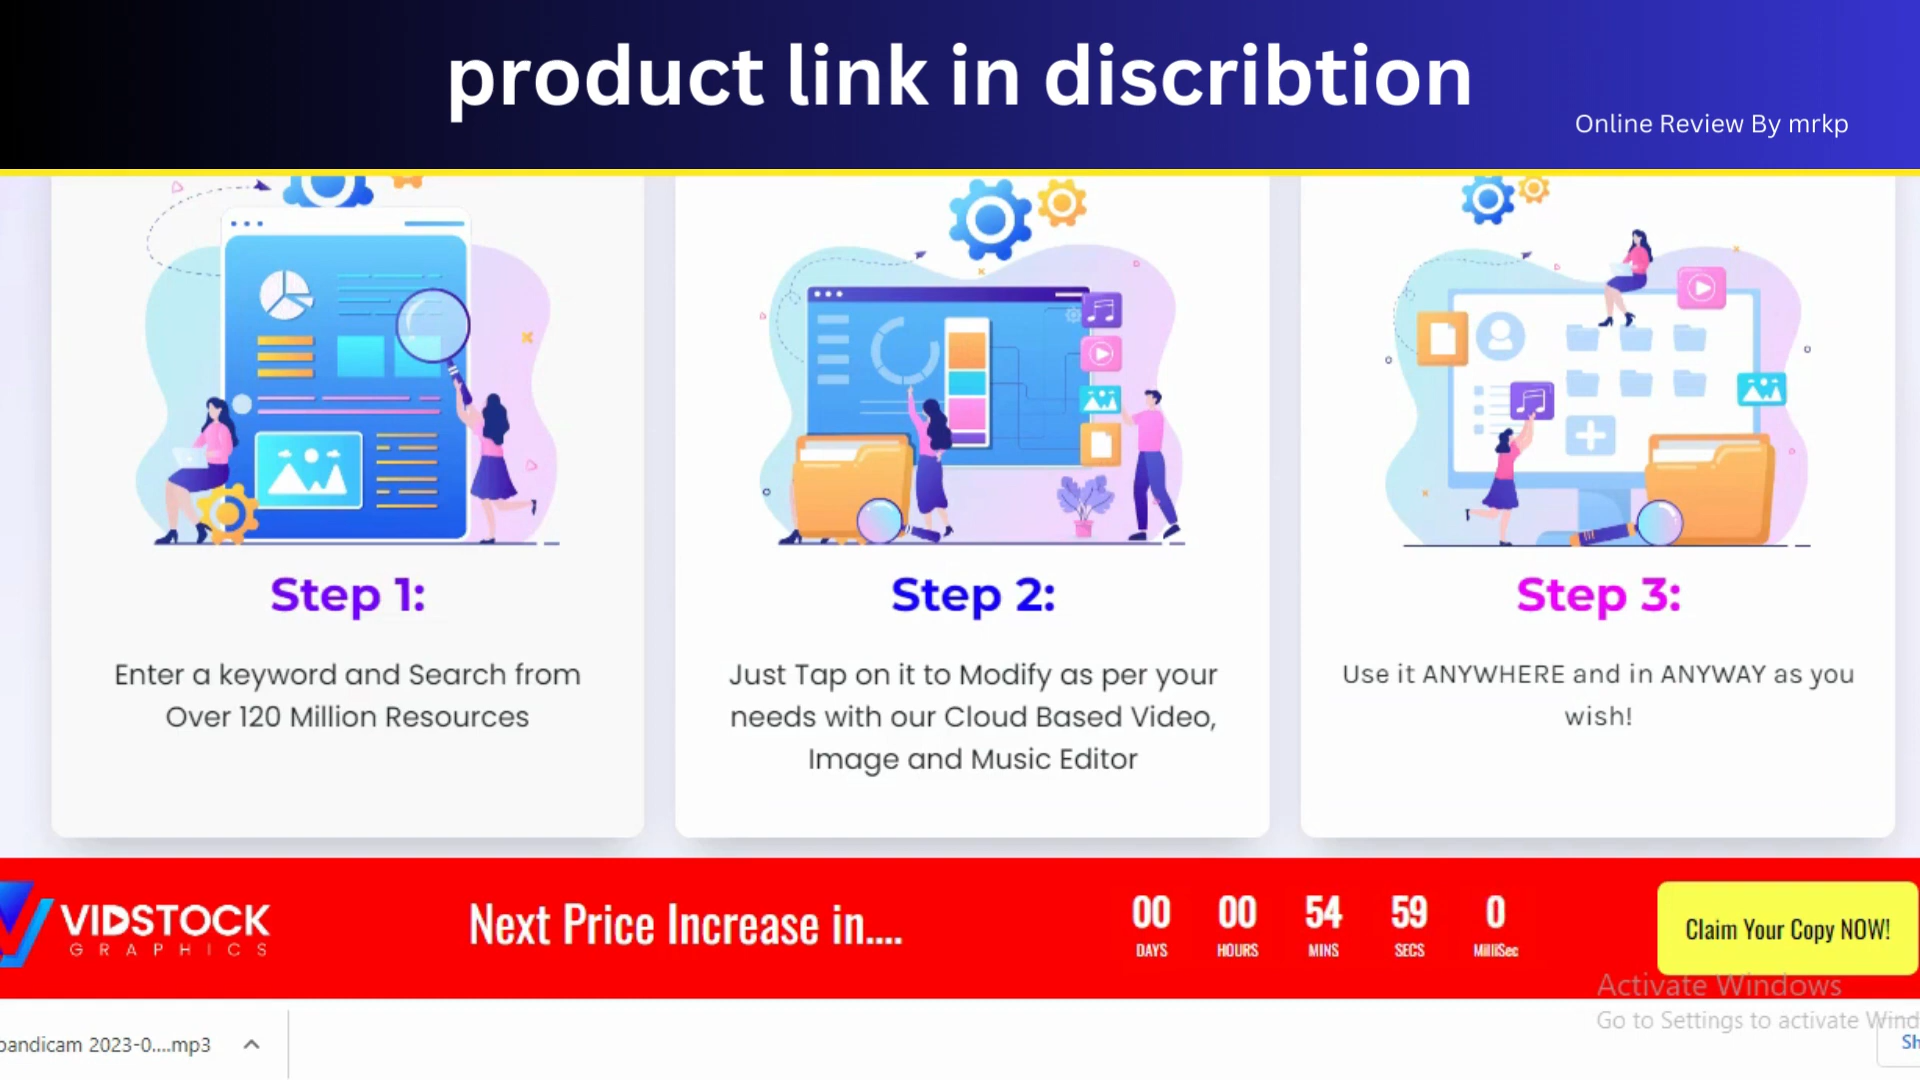 product link in discribtion
Online Review By mrkp
Step 1:
Enter a keyword and Search from
Over 120 Million Resources
Step 2:
Just Tap on it to Modify as per your
needs with our Cloud Based Video,
Image and Music Editor
Step 3:
Use it ANYWHERE and in ANYWAY as you
wish!
VIDSTOCK
GRAPHICS
Next Price Increase in....
00 00 54 59 0
DAYS HOURS MINS SECS MilliSec
Claim Your Copy NOW!
Activate Windows
Go to Settings to activate Wind
bandicam 2023-0....mp3
Sh